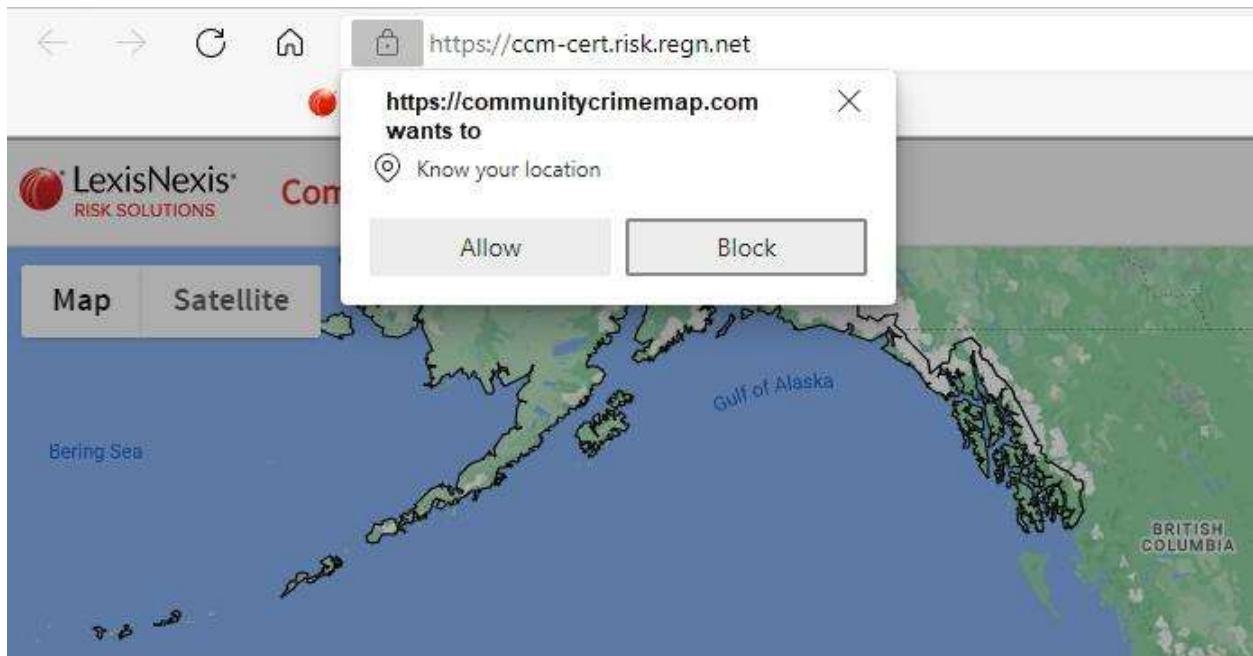 https://ccm-cert.risk.regn.net
https://communitycrimemap.com
wants to
Know your location
Allow
Block
LexisNexis
RISK SOLUTIONS
Com
Map
Satellite
Gulf of Alaska
Bering Sea
BRITISH
COLUMBIA